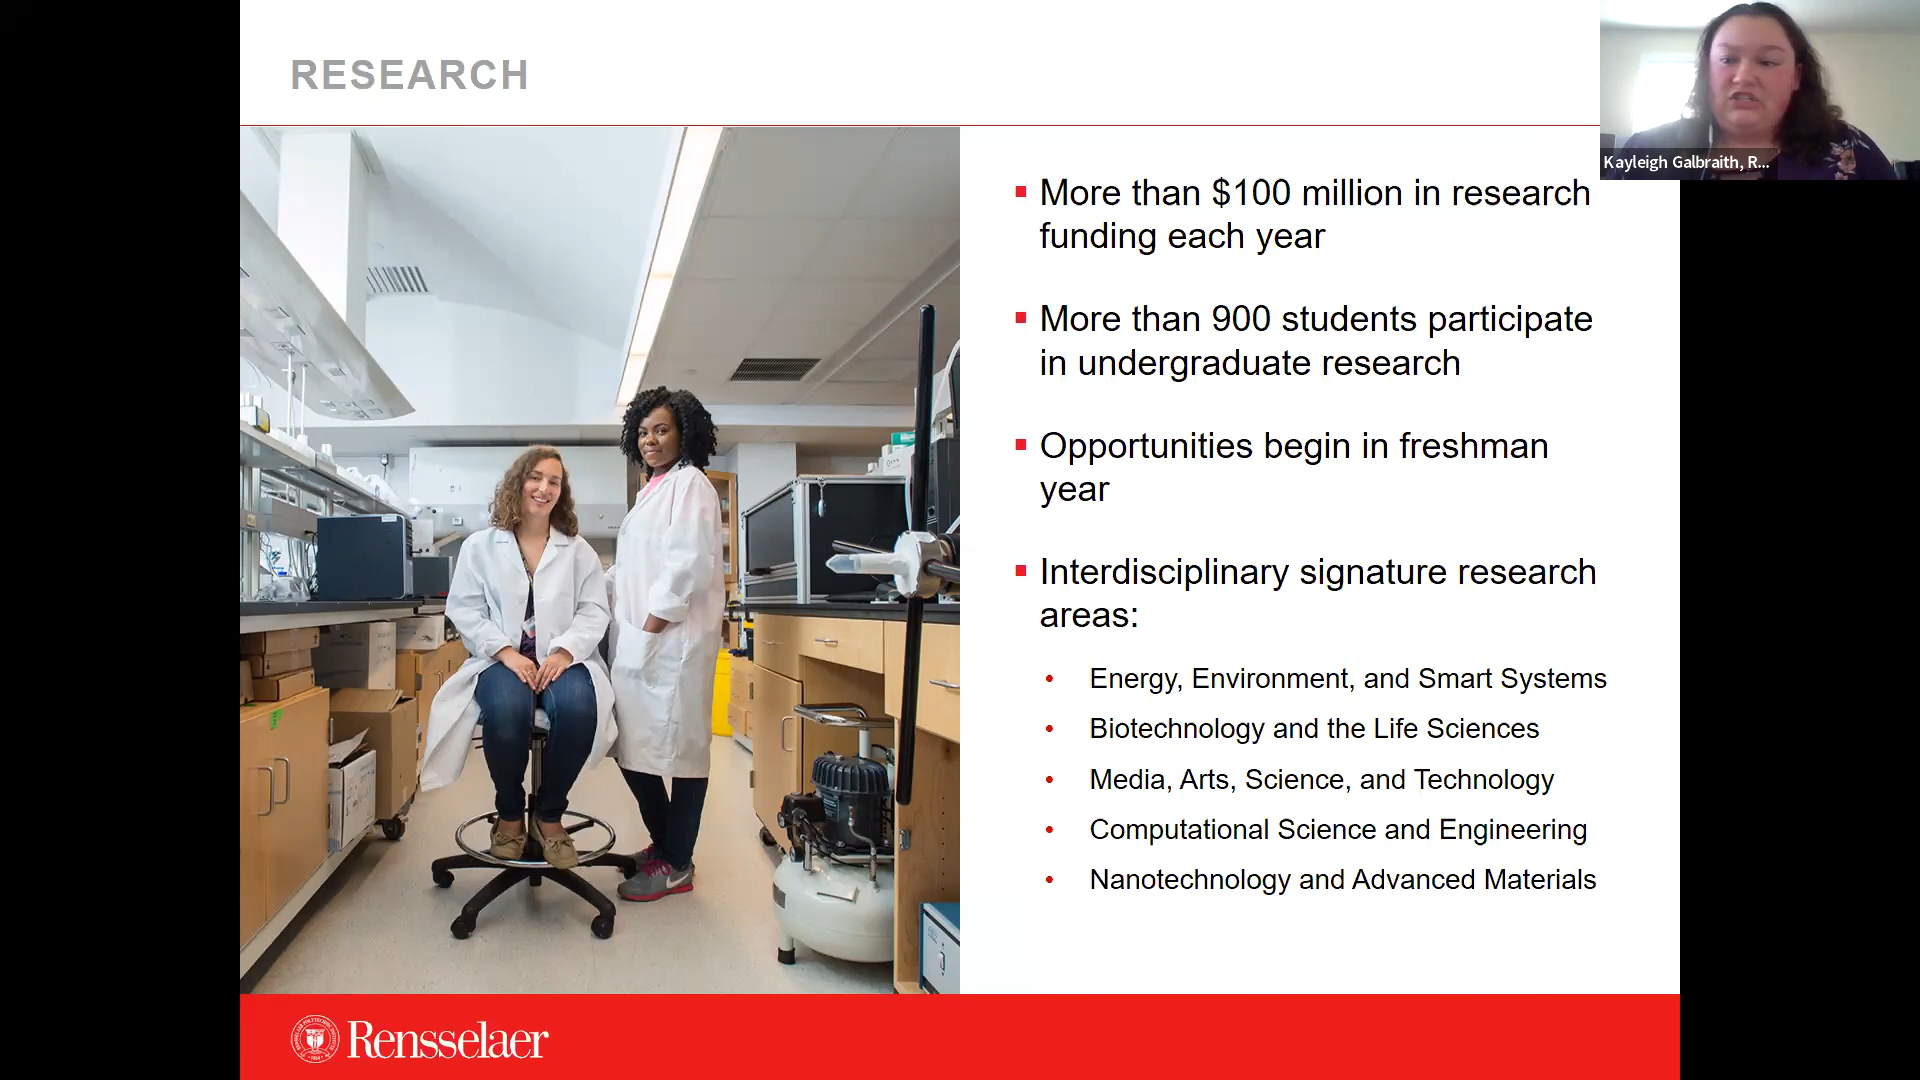 RESEARCH
Kayleigh Galbraith, R...
More than $100 million in research
funding each year
More than 900 students participate
in undergraduate research
Opportunities begin in freshman
year
Interdisciplinary signature research
areas:
Energy, Environment, and Smart Systems
Biotechnology and the Life Sciences
Media, Arts, Science, and Technology
Computational Science and Engineering
Nanotechnology and Advanced Materials
Rensselaer